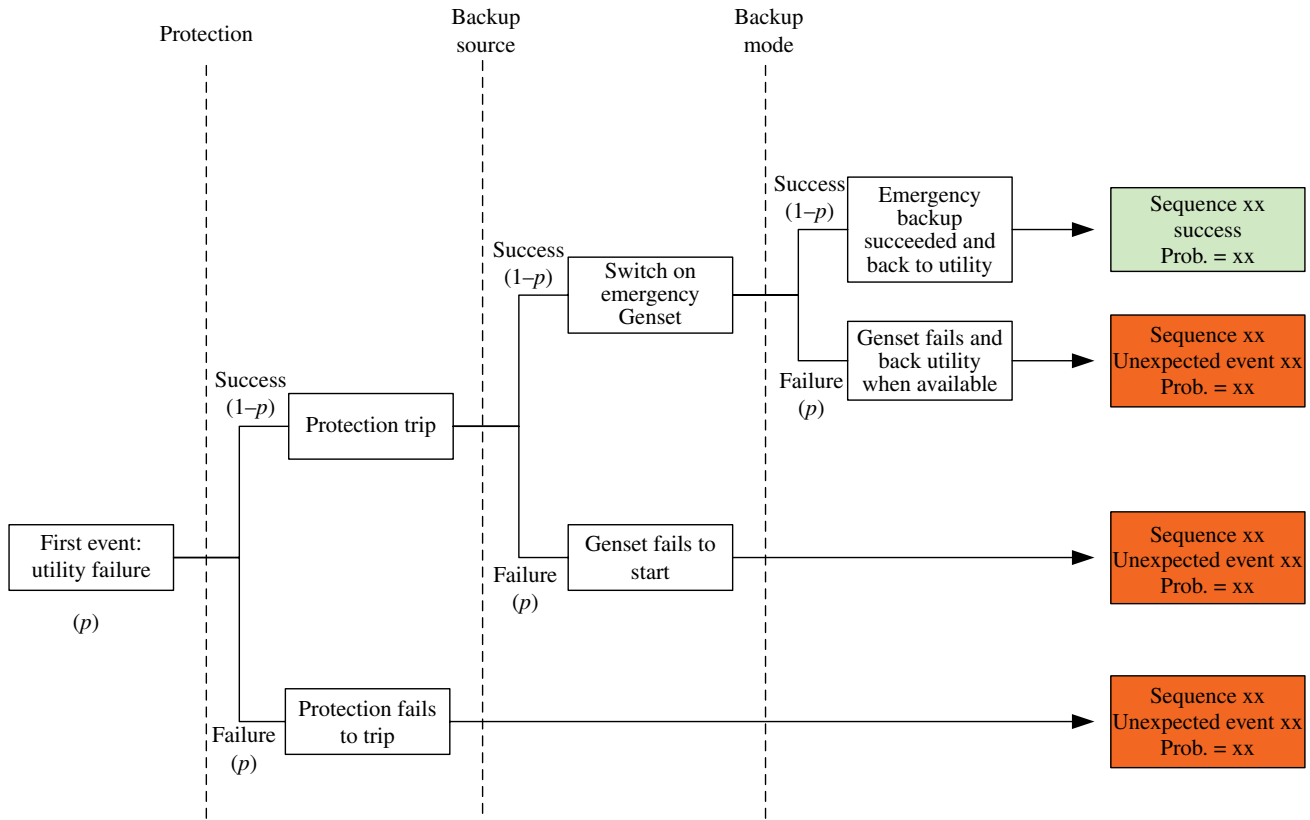 Protection
Backup
source
Backup
mode
Success
(1–p)
Emergency
backup
succeeded and
back to utility
Sequence xx
success
Prob. = xx
Success
(1–p)
Switch on
emergency
Genset
Failure
(p)
Genset fails and
back utility
when available
Sequence xx
Unexpected event xx
Prob. = xx
Success
(1–p)
Protection trip
First event:
utility failure
(p)
Failure
(p)
Genset fails to
start
Sequence xx
Unexpected event xx
Prob. = xx
Failure
(p)
Protection fails
to trip
Sequence xx
Unexpected event xx
Prob. = xx